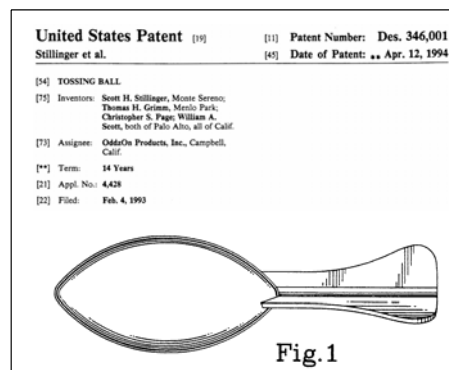 United States Patent [19]
Stillinger et al.
[11] Patent Number: Des. 346,001
[45] Date of Patent: ** Apr. 12, 1994
[54] TOSSING BALL
[75] Inventors: Scott H. Stillinger, Monte Sereno;
Thomas H. Grimm, Menlo Park;
Christopher S. Page; William A.
Scott, both of Palo Alto, all of Calif.
[73] Assignee: OddzOn Products, Inc., Campbell,
Calif.
[**] Term: 14 Years
[21] Appl. No.: 4,428
[22] Filed: Feb. 4, 1993
Fig.1